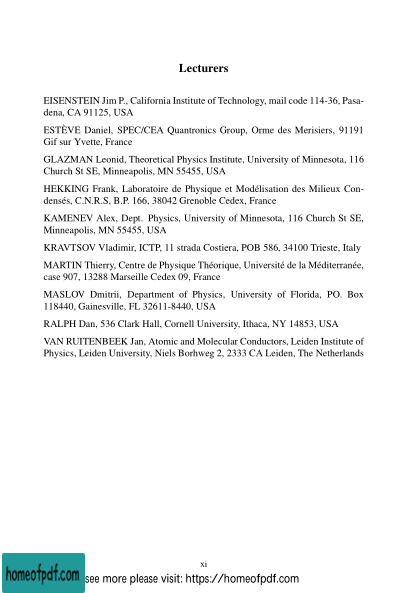 Lecturers
EISENSTEIN Jim P., California Institute of Technology, mail code 114-36, Pasa-
dena, CA 91125, USA
ESTÈVE Daniel, SPEC/CEA Quantronics Group, Orme des Merisiers, 91191
Gif sur Yvette, France
GLAZMAN Leonid, Theoretical Physics Institute, University of Minnesota, 116
Church St SE, Minneapolis, MN 55455, USA
HEKKING Frank, Laboratoire de Physique et Modélisation des Milieux Con-
densés, C.N.R.S, B.P. 166, 38042 Grenoble Cedex, France
KAMENEV Alex, Dept. Physics, University of Minnesota, 116 Church St SE,
Minneapolis, MN 55455, USA
KRAVTSOV Vladimir, ICTP, 11 strada Costiera, POB 586, 34100 Trieste, Italy
MARTIN Thierry, Centre de Physique Théorique, Université de la Méditerranée,
case 907, 13288 Marseille Cedex 09, France
MASLOV Dmitrii, Department of Physics, University of Florida, PO. Box
118440, Gainesville, FL 32611-8440, USA
RALPH Dan, 536 Clark Hall, Cornell University, Ithaca, NY 14853, USA
VAN RUITENBEEK Jan, Atomic and Molecular Conductors, Leiden Institute of
Physics, Leiden University, Niels Borhweg 2, 2333 CA Leiden, The Netherlands
xi
homeofpdf.com
see more please visit: https://homeofpdf.com